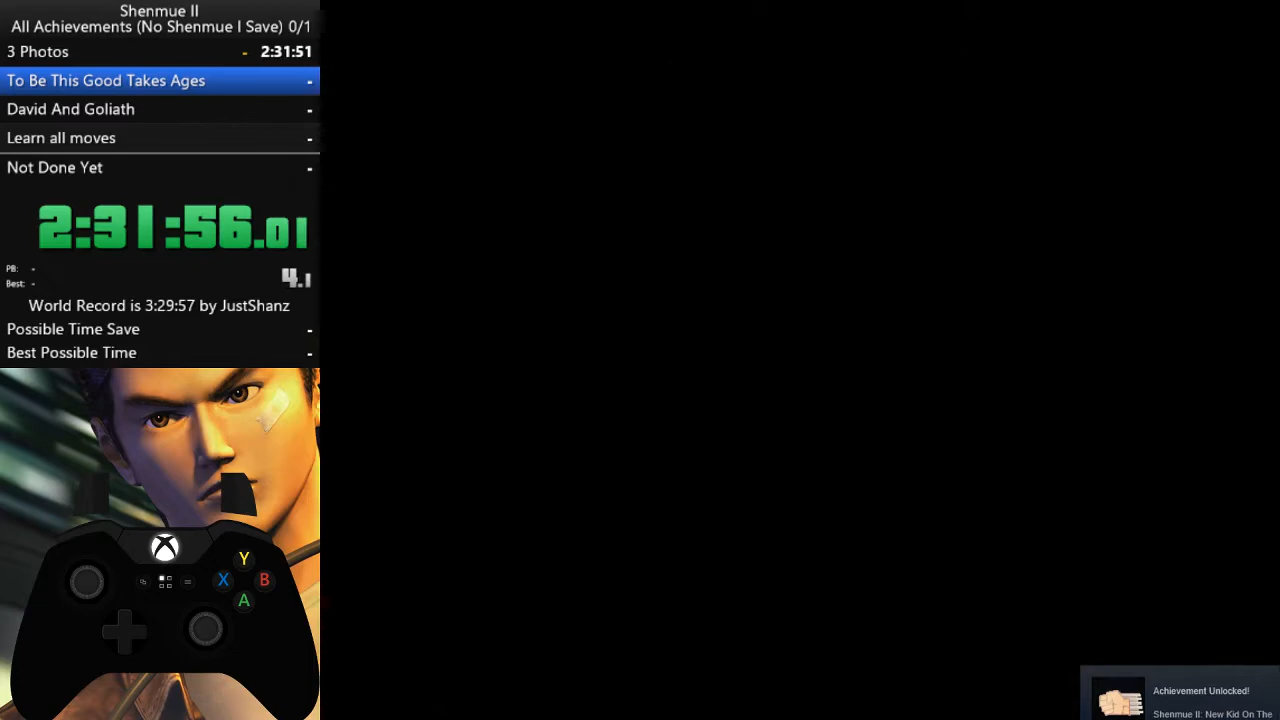 Shenmue II
All Achievements (No Shenmue I Save) 0/1
3 Photos - 2:31:51
To Be This Good Takes Ages -
David And Goliath -
Learn all moves -
Not Done Yet -
2:31:56.01
PB: -
Best: -
4.1
World Record is 3:29:57 by JustShanz
Possible Time Save -
Best Possible Time -
Y
X B
A
Achievement Unlocked!
Shenmue II: New Kid On The